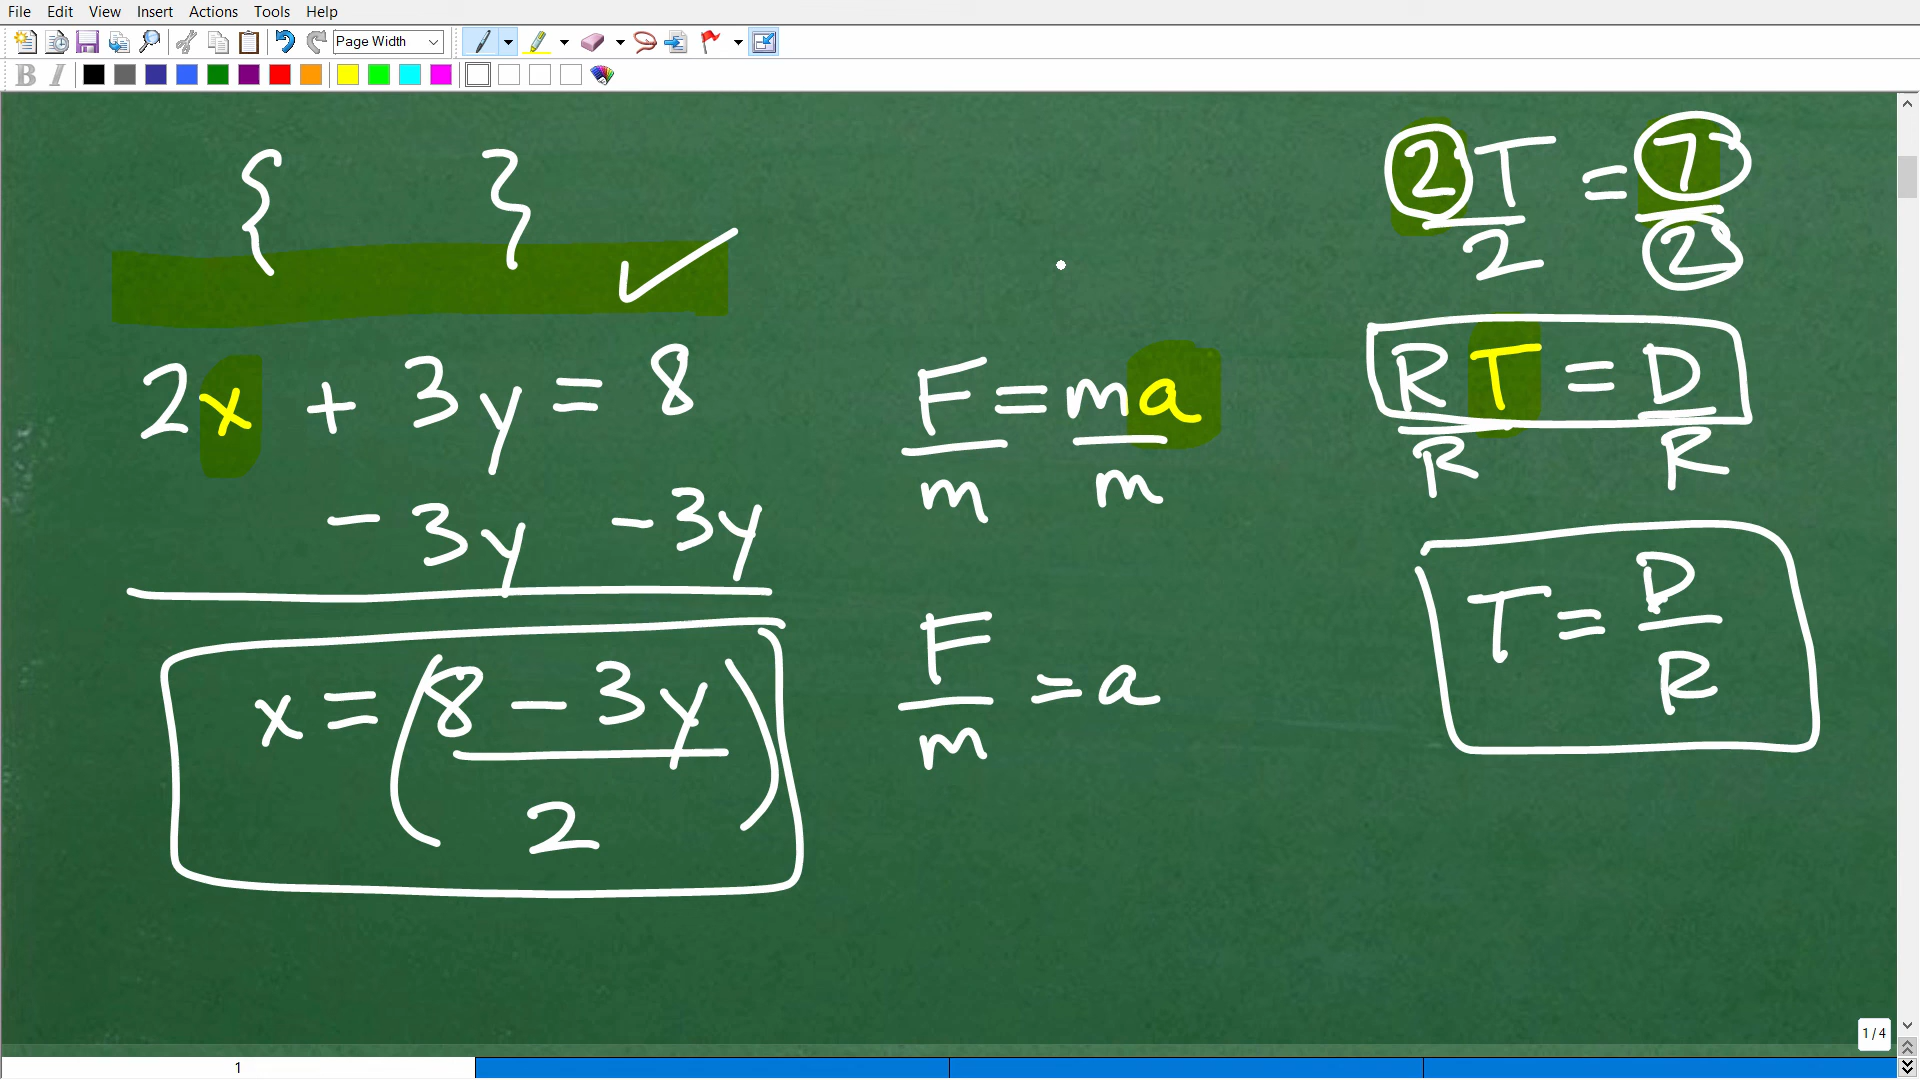 File Edit View Insert Actions Tools Help
Page Width
B I
{ }
2x + 3y = 8
- 3y - 3y
x = (8 - 3y)
2
F = ma
m m
F = a
m
2T = 7
2 2
RT = D
R R
T = D
R
1 / 4
1